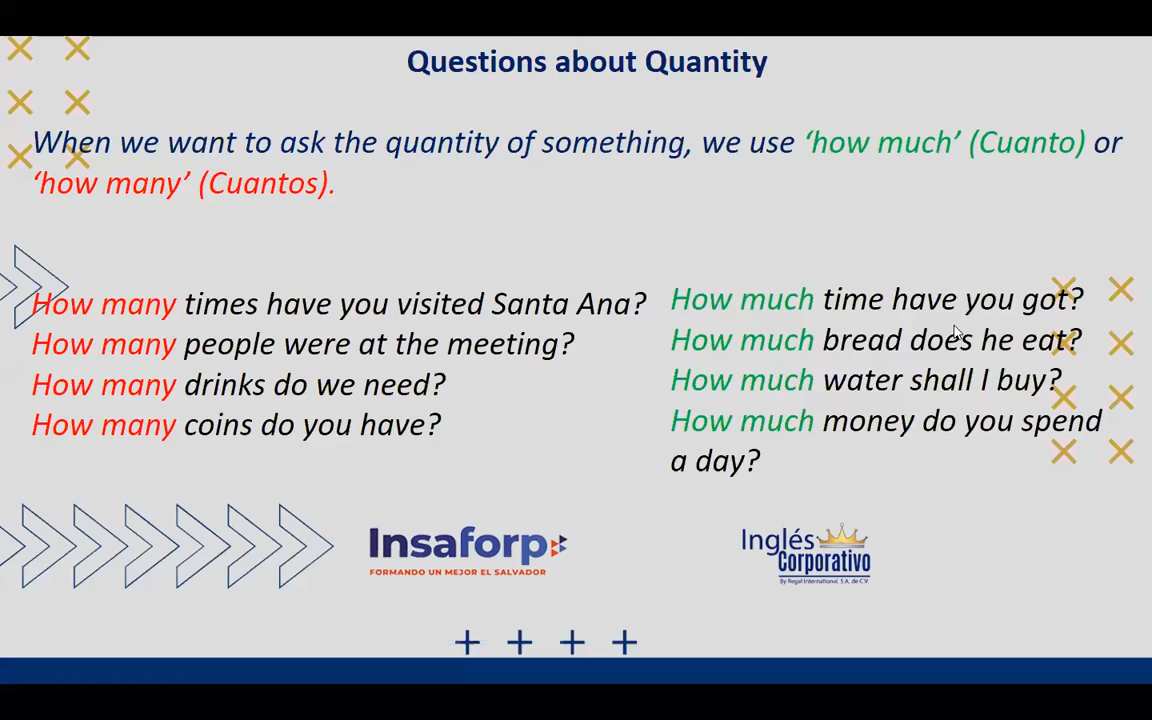 Questions about Quantity
When we want to ask the quantity of something, we use ‘how much’ (Cuanto) or
‘how many’ (Cuantos).
How many times have you visited Santa Ana?
How many people were at the meeting?
How many drinks do we need?
How many coins do you have?
How much time have you got?
How much bread does he eat?
How much water shall I buy?
How much money do you spend
a day?
Insaforp
FORMANDO UN MEJOR EL SALVADOR
Inglés
Corporativo
By Regal International, S.A. de C.V.